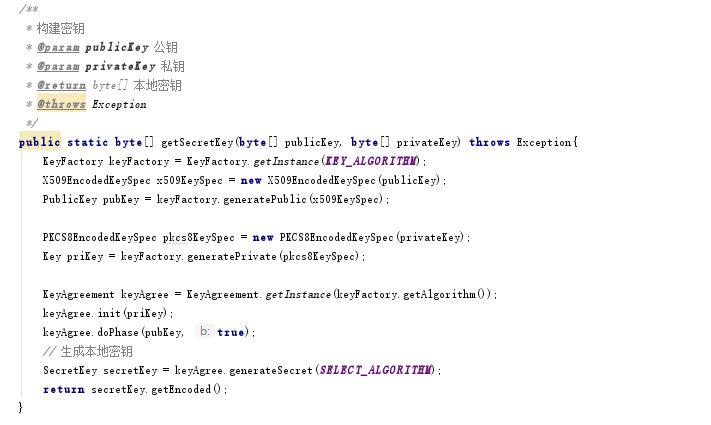 /**
 * 构建密钥
 * @param publicKey 公钥
 * @param privateKey 私钥
 * @return byte[] 本地密钥
 * @throws Exception
 */
public static byte[] getSecretKey(byte[] publicKey, byte[] privateKey) throws Exception{
    KeyFactory keyFactory = KeyFactory.getInstance(KEY_ALGORITHM);
    X509EncodedKeySpec x509KeySpec = new X509EncodedKeySpec(publicKey);
    PublicKey pubKey = keyFactory.generatePublic(x509KeySpec);

    PKCS8EncodedKeySpec pkcs8KeySpec = new PKCS8EncodedKeySpec(privateKey);
    Key priKey = keyFactory.generatePrivate(pkcs8KeySpec);

    KeyAgreement keyAgree = KeyAgreement.getInstance(keyFactory.getAlgorithm());
    keyAgree.init(priKey);
    keyAgree.doPhase(pubKey, b: true);
    // 生成本地密钥
    SecretKey secretKey = keyAgree.generateSecret(SELECT_ALGORITHM);
    return secretKey.getEncoded();
}